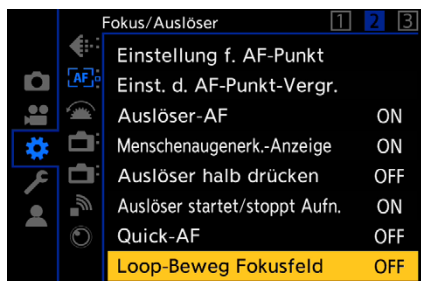 Fokus/Auslöser 1 2 3
Einstellung f. AF-Punkt
AF
Einst. d. AF-Punkt-Vergr.
Auslöser-AF ON
Menschenaugenerk.-Anzeige ON
Auslöser halb drücken OFF
Auslöser startet/stoppt Aufn. ON
Quick-AF OFF
Loop-Beweg Fokusfeld OFF